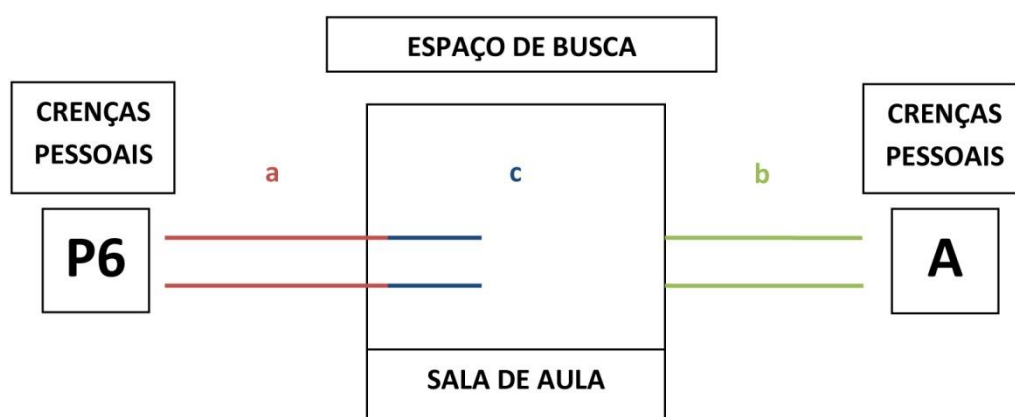 ESPAÇO DE BUSCA
CRENÇAS
PESSOAIS
CRENÇAS
PESSOAIS
a
c
b
P6
A
SALA DE AULA